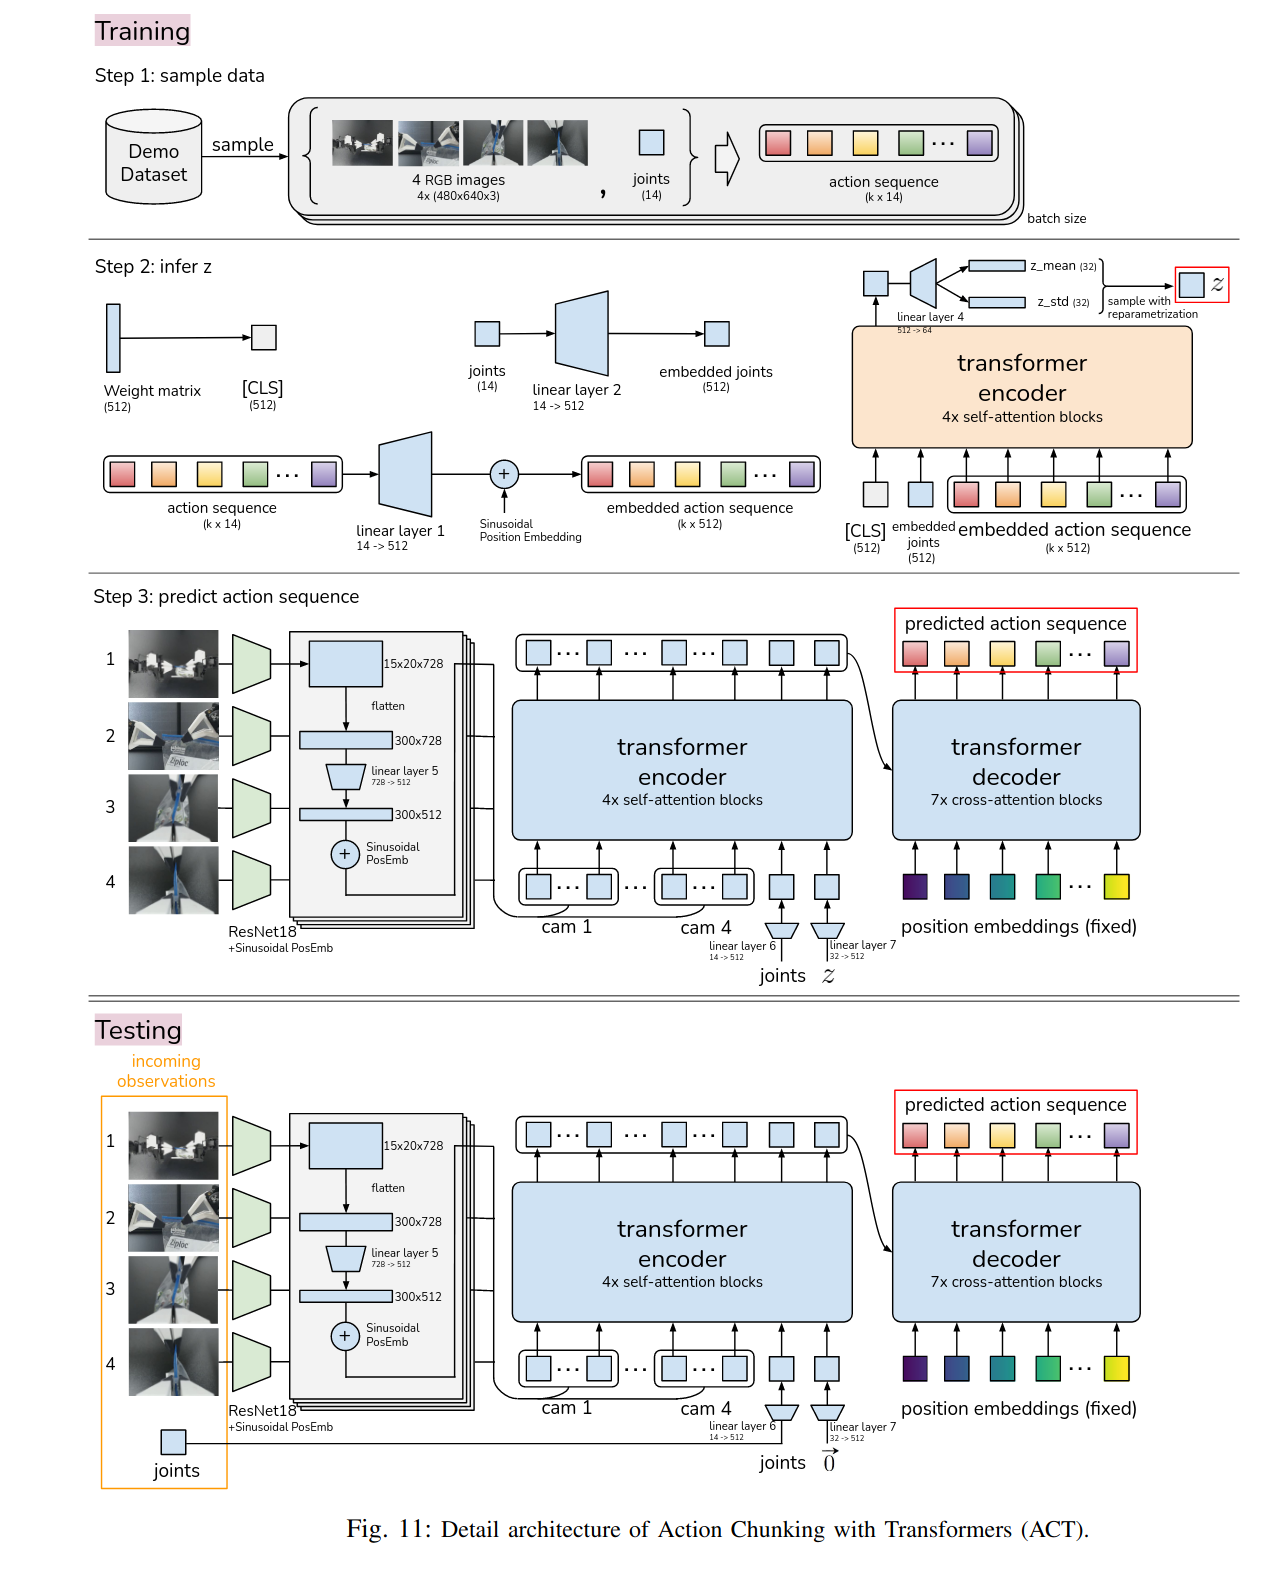 Training
Step 1: sample data
Demo
Dataset
sample
4 RGB images
4x (480x640x3)
,
joints
(14)
action sequence
(k x 14)
batch size
Step 2: infer z
Weight matrix
(512)
[CLS]
(512)
joints
(14)
linear layer 2
14 -> 512
embedded joints
(512)
action sequence
(k x 14)
linear layer 1
14 -> 512
+
Sinusoidal
Position Embedding
embedded action sequence
(k x 512)
z_mean (32)
z_std (32)
linear layer 4
512 -> 64
sample with
reparametrization
z
transformer
encoder
4x self-attention blocks
[CLS]
(512)
embedded
joints
(512)
embedded action sequence
(k x 512)
Step 3: predict action sequence
1
2
3
4
ResNet18
+Sinusoidal PosEmb
15x20x728
flatten
300x728
linear layer 5
728 -> 512
300x512
+
Sinusoidal
PosEmb
transformer
encoder
4x self-attention blocks
cam 1
cam 4
linear layer 6
14 -> 512
joints
linear layer 7
32 -> 512
z
predicted action sequence
transformer
decoder
7x cross-attention blocks
position embeddings (fixed)
Testing
incoming
observations
1
2
3
4
joints
ResNet18
+Sinusoidal PosEmb
15x20x728
flatten
300x728
linear layer 5
728 -> 512
300x512
+
Sinusoidal
PosEmb
transformer
encoder
4x self-attention blocks
cam 1
cam 4
linear layer 6
14 -> 512
joints
linear layer 7
32 -> 512
0
predicted action sequence
transformer
decoder
7x cross-attention blocks
position embeddings (fixed)
Fig. 11: Detail architecture of Action Chunking with Transformers (ACT).